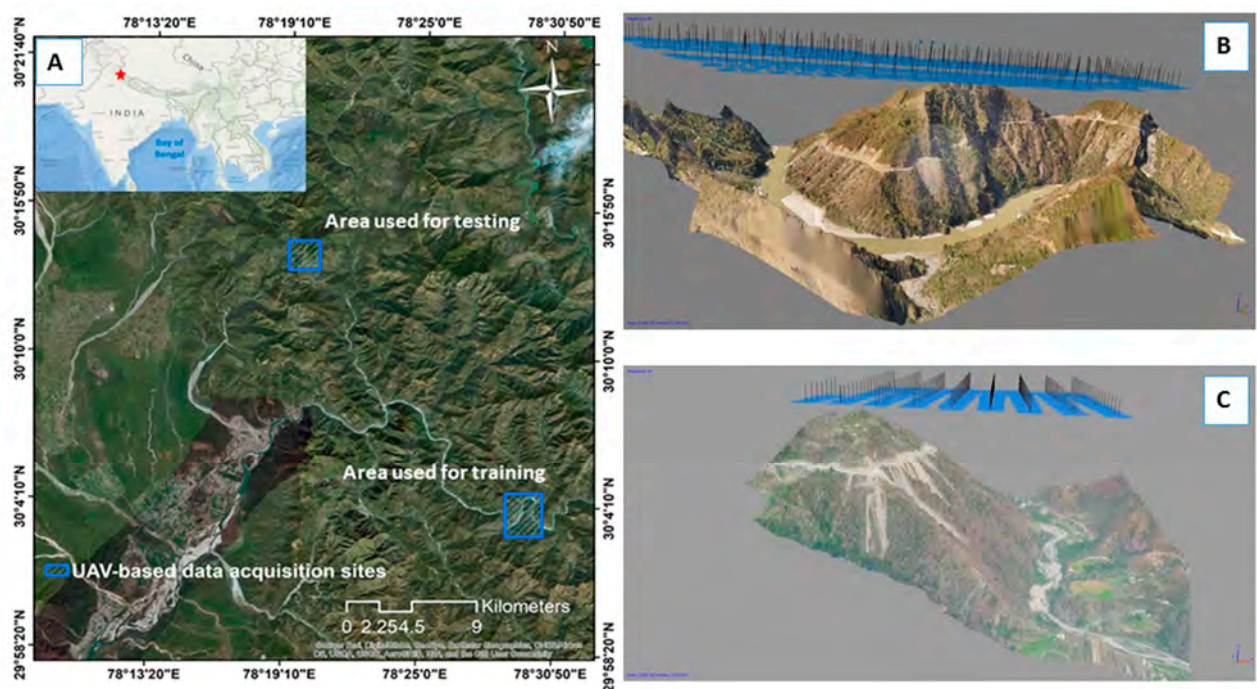 78°13'20"E 78°19'10"E 78°25'0"E 78°30'50"E
A
China
INDIA
Bay of
Bengal
N
30°21'40"N
30°15'50"N
30°15'50"N
Area used for testing
30°10'0"N
30°10'0"N
Area used for training
30°4'10"N
30°4'10"N
UAV-based data acquisition sites
Kilometers
0 2.254.5 9
29°58'20"N
29°58'20"N
78°13'20"E 78°19'10"E 78°25'0"E 78°30'50"E
B
C